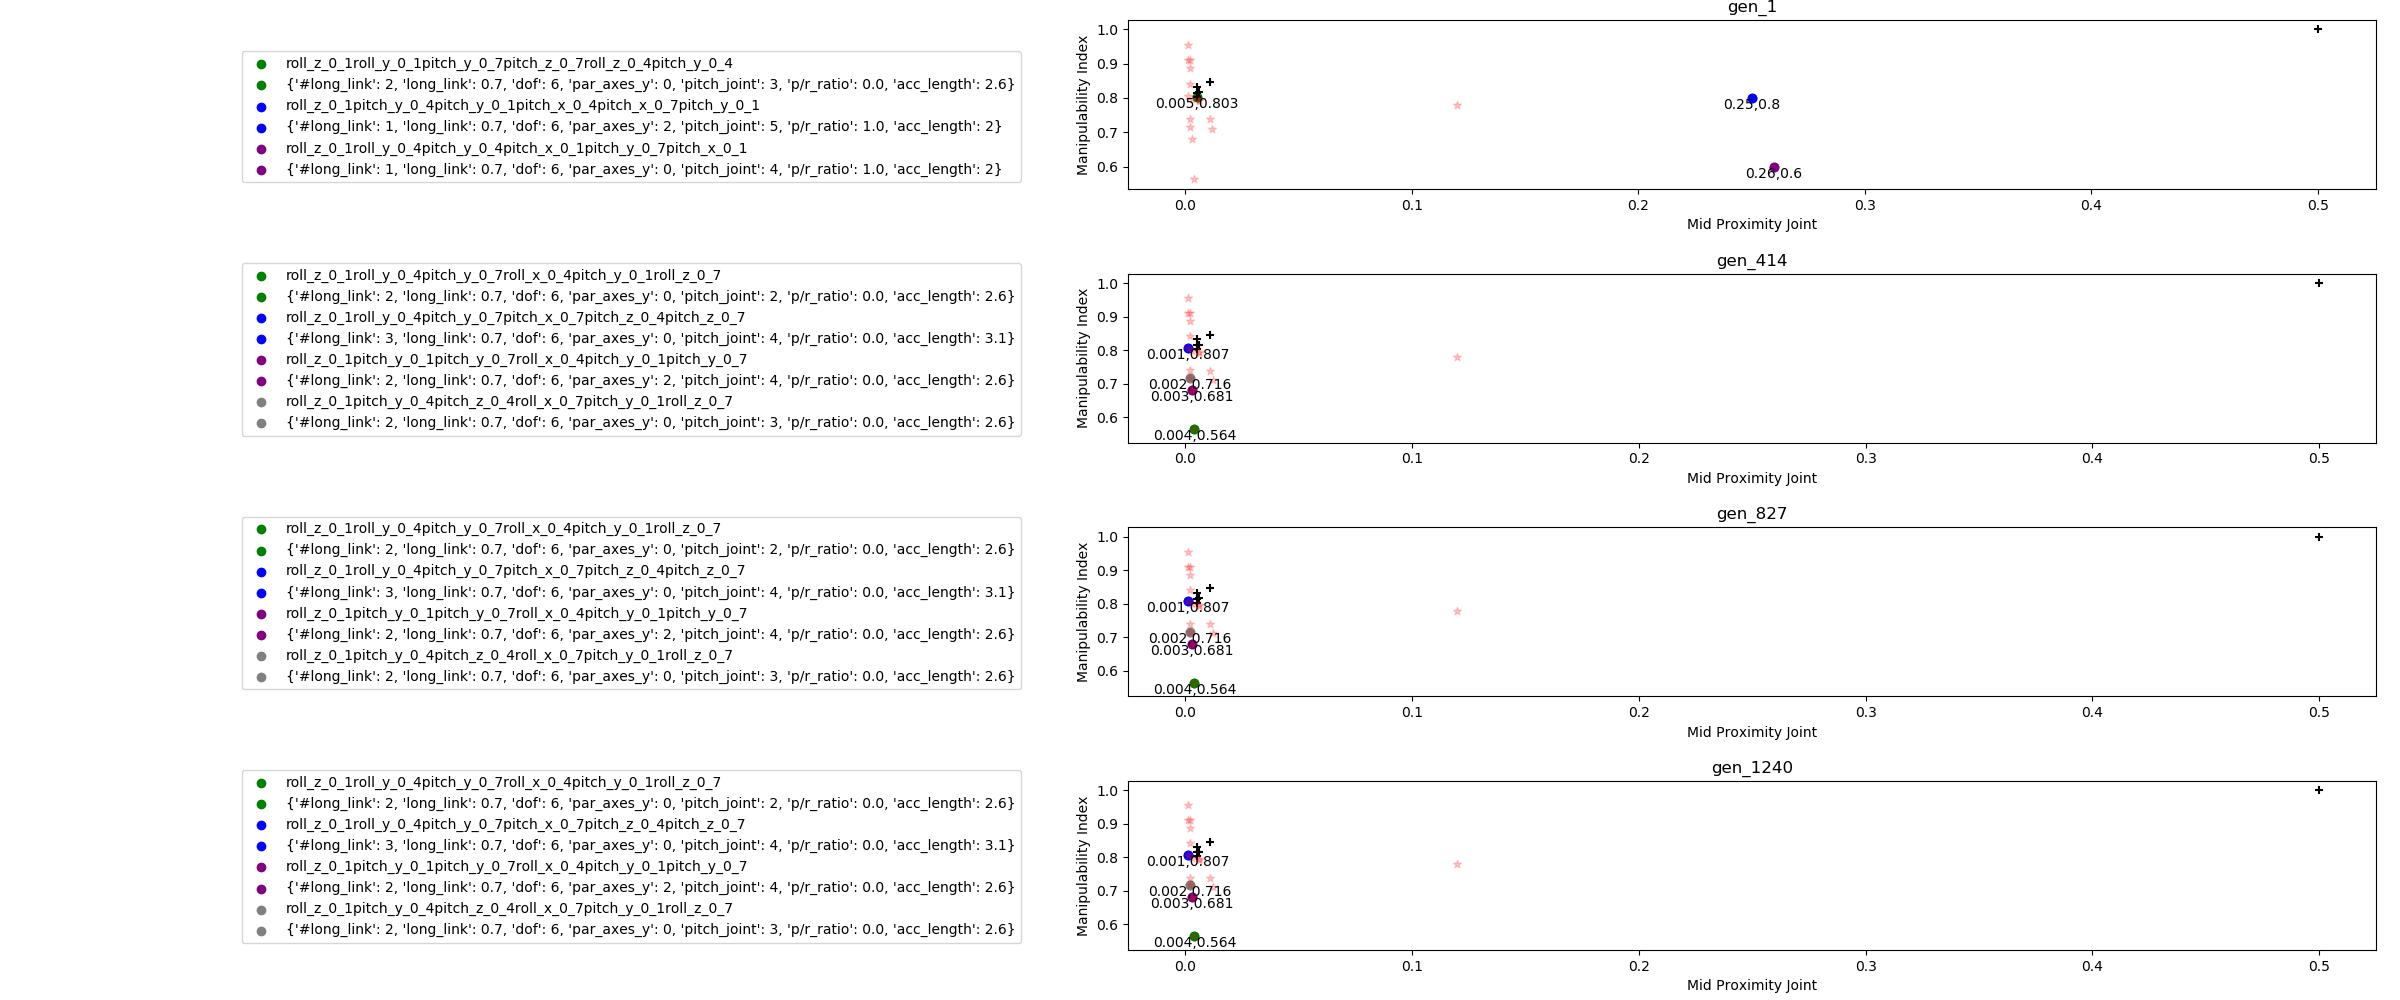 gen_1
roll_z_0_1roll_y_0_1pitch_y_0_7pitch_z_0_7roll_z_0_4pitch_y_0_4
{'#long_link': 2, 'long_link': 0.7, 'dof': 6, 'par_axes_y': 0, 'pitch_joint': 3, 'p/r_ratio': 0.0, 'acc_length': 2.6}
roll_z_0_1pitch_y_0_4pitch_y_0_1pitch_x_0_4pitch_x_0_7pitch_y_0_1
{'#long_link': 1, 'long_link': 0.7, 'dof': 6, 'par_axes_y': 2, 'pitch_joint': 5, 'p/r_ratio': 1.0, 'acc_length': 2}
roll_z_0_1roll_y_0_4pitch_y_0_4pitch_x_0_1pitch_y_0_7pitch_x_0_1
{'#long_link': 1, 'long_link': 0.7, 'dof': 6, 'par_axes_y': 0, 'pitch_joint': 4, 'p/r_ratio': 1.0, 'acc_length': 2}
Manipulability Index
1.0
0.9
0.8
0.7
0.6
0.005,0.803
0.25,0.8
0.26,0.6
0.0 0.1 0.2 0.3 0.4 0.5
Mid Proximity Joint
gen_414
roll_z_0_1roll_y_0_4pitch_y_0_7roll_x_0_4pitch_y_0_1roll_z_0_7
{'#long_link': 2, 'long_link': 0.7, 'dof': 6, 'par_axes_y': 0, 'pitch_joint': 2, 'p/r_ratio': 0.0, 'acc_length': 2.6}
roll_z_0_1roll_y_0_4pitch_y_0_7pitch_x_0_7pitch_z_0_4pitch_z_0_7
{'#long_link': 3, 'long_link': 0.7, 'dof': 6, 'par_axes_y': 0, 'pitch_joint': 4, 'p/r_ratio': 0.0, 'acc_length': 3.1}
roll_z_0_1pitch_y_0_1pitch_y_0_7roll_x_0_4pitch_y_0_1pitch_y_0_7
{'#long_link': 2, 'long_link': 0.7, 'dof': 6, 'par_axes_y': 2, 'pitch_joint': 4, 'p/r_ratio': 0.0, 'acc_length': 2.6}
roll_z_0_1pitch_y_0_4pitch_z_0_4roll_x_0_7pitch_y_0_1roll_z_0_7
{'#long_link': 2, 'long_link': 0.7, 'dof': 6, 'par_axes_y': 0, 'pitch_joint': 3, 'p/r_ratio': 0.0, 'acc_length': 2.6}
Manipulability Index
1.0
0.9
0.8
0.7
0.6
0.001,0.807
0.002,0.716
0.003,0.681
0.004,0.564
0.0 0.1 0.2 0.3 0.4 0.5
Mid Proximity Joint
gen_827
roll_z_0_1roll_y_0_4pitch_y_0_7roll_x_0_4pitch_y_0_1roll_z_0_7
{'#long_link': 2, 'long_link': 0.7, 'dof': 6, 'par_axes_y': 0, 'pitch_joint': 2, 'p/r_ratio': 0.0, 'acc_length': 2.6}
roll_z_0_1roll_y_0_4pitch_y_0_7pitch_x_0_7pitch_z_0_4pitch_z_0_7
{'#long_link': 3, 'long_link': 0.7, 'dof': 6, 'par_axes_y': 0, 'pitch_joint': 4, 'p/r_ratio': 0.0, 'acc_length': 3.1}
roll_z_0_1pitch_y_0_1pitch_y_0_7roll_x_0_4pitch_y_0_1pitch_y_0_7
{'#long_link': 2, 'long_link': 0.7, 'dof': 6, 'par_axes_y': 2, 'pitch_joint': 4, 'p/r_ratio': 0.0, 'acc_length': 2.6}
roll_z_0_1pitch_y_0_4pitch_z_0_4roll_x_0_7pitch_y_0_1roll_z_0_7
{'#long_link': 2, 'long_link': 0.7, 'dof': 6, 'par_axes_y': 0, 'pitch_joint': 3, 'p/r_ratio': 0.0, 'acc_length': 2.6}
Manipulability Index
1.0
0.9
0.8
0.7
0.6
0.001,0.807
0.002,0.716
0.003,0.681
0.004,0.564
0.0 0.1 0.2 0.3 0.4 0.5
Mid Proximity Joint
gen_1240
roll_z_0_1roll_y_0_4pitch_y_0_7roll_x_0_4pitch_y_0_1roll_z_0_7
{'#long_link': 2, 'long_link': 0.7, 'dof': 6, 'par_axes_y': 0, 'pitch_joint': 2, 'p/r_ratio': 0.0, 'acc_length': 2.6}
roll_z_0_1roll_y_0_4pitch_y_0_7pitch_x_0_7pitch_z_0_4pitch_z_0_7
{'#long_link': 3, 'long_link': 0.7, 'dof': 6, 'par_axes_y': 0, 'pitch_joint': 4, 'p/r_ratio': 0.0, 'acc_length': 3.1}
roll_z_0_1pitch_y_0_1pitch_y_0_7roll_x_0_4pitch_y_0_1pitch_y_0_7
{'#long_link': 2, 'long_link': 0.7, 'dof': 6, 'par_axes_y': 2, 'pitch_joint': 4, 'p/r_ratio': 0.0, 'acc_length': 2.6}
roll_z_0_1pitch_y_0_4pitch_z_0_4roll_x_0_7pitch_y_0_1roll_z_0_7
{'#long_link': 2, 'long_link': 0.7, 'dof': 6, 'par_axes_y': 0, 'pitch_joint': 3, 'p/r_ratio': 0.0, 'acc_length': 2.6}
Manipulability Index
1.0
0.9
0.8
0.7
0.6
0.001,0.807
0.002,0.716
0.003,0.681
0.004,0.564
0.0 0.1 0.2 0.3 0.4 0.5
Mid Proximity Joint